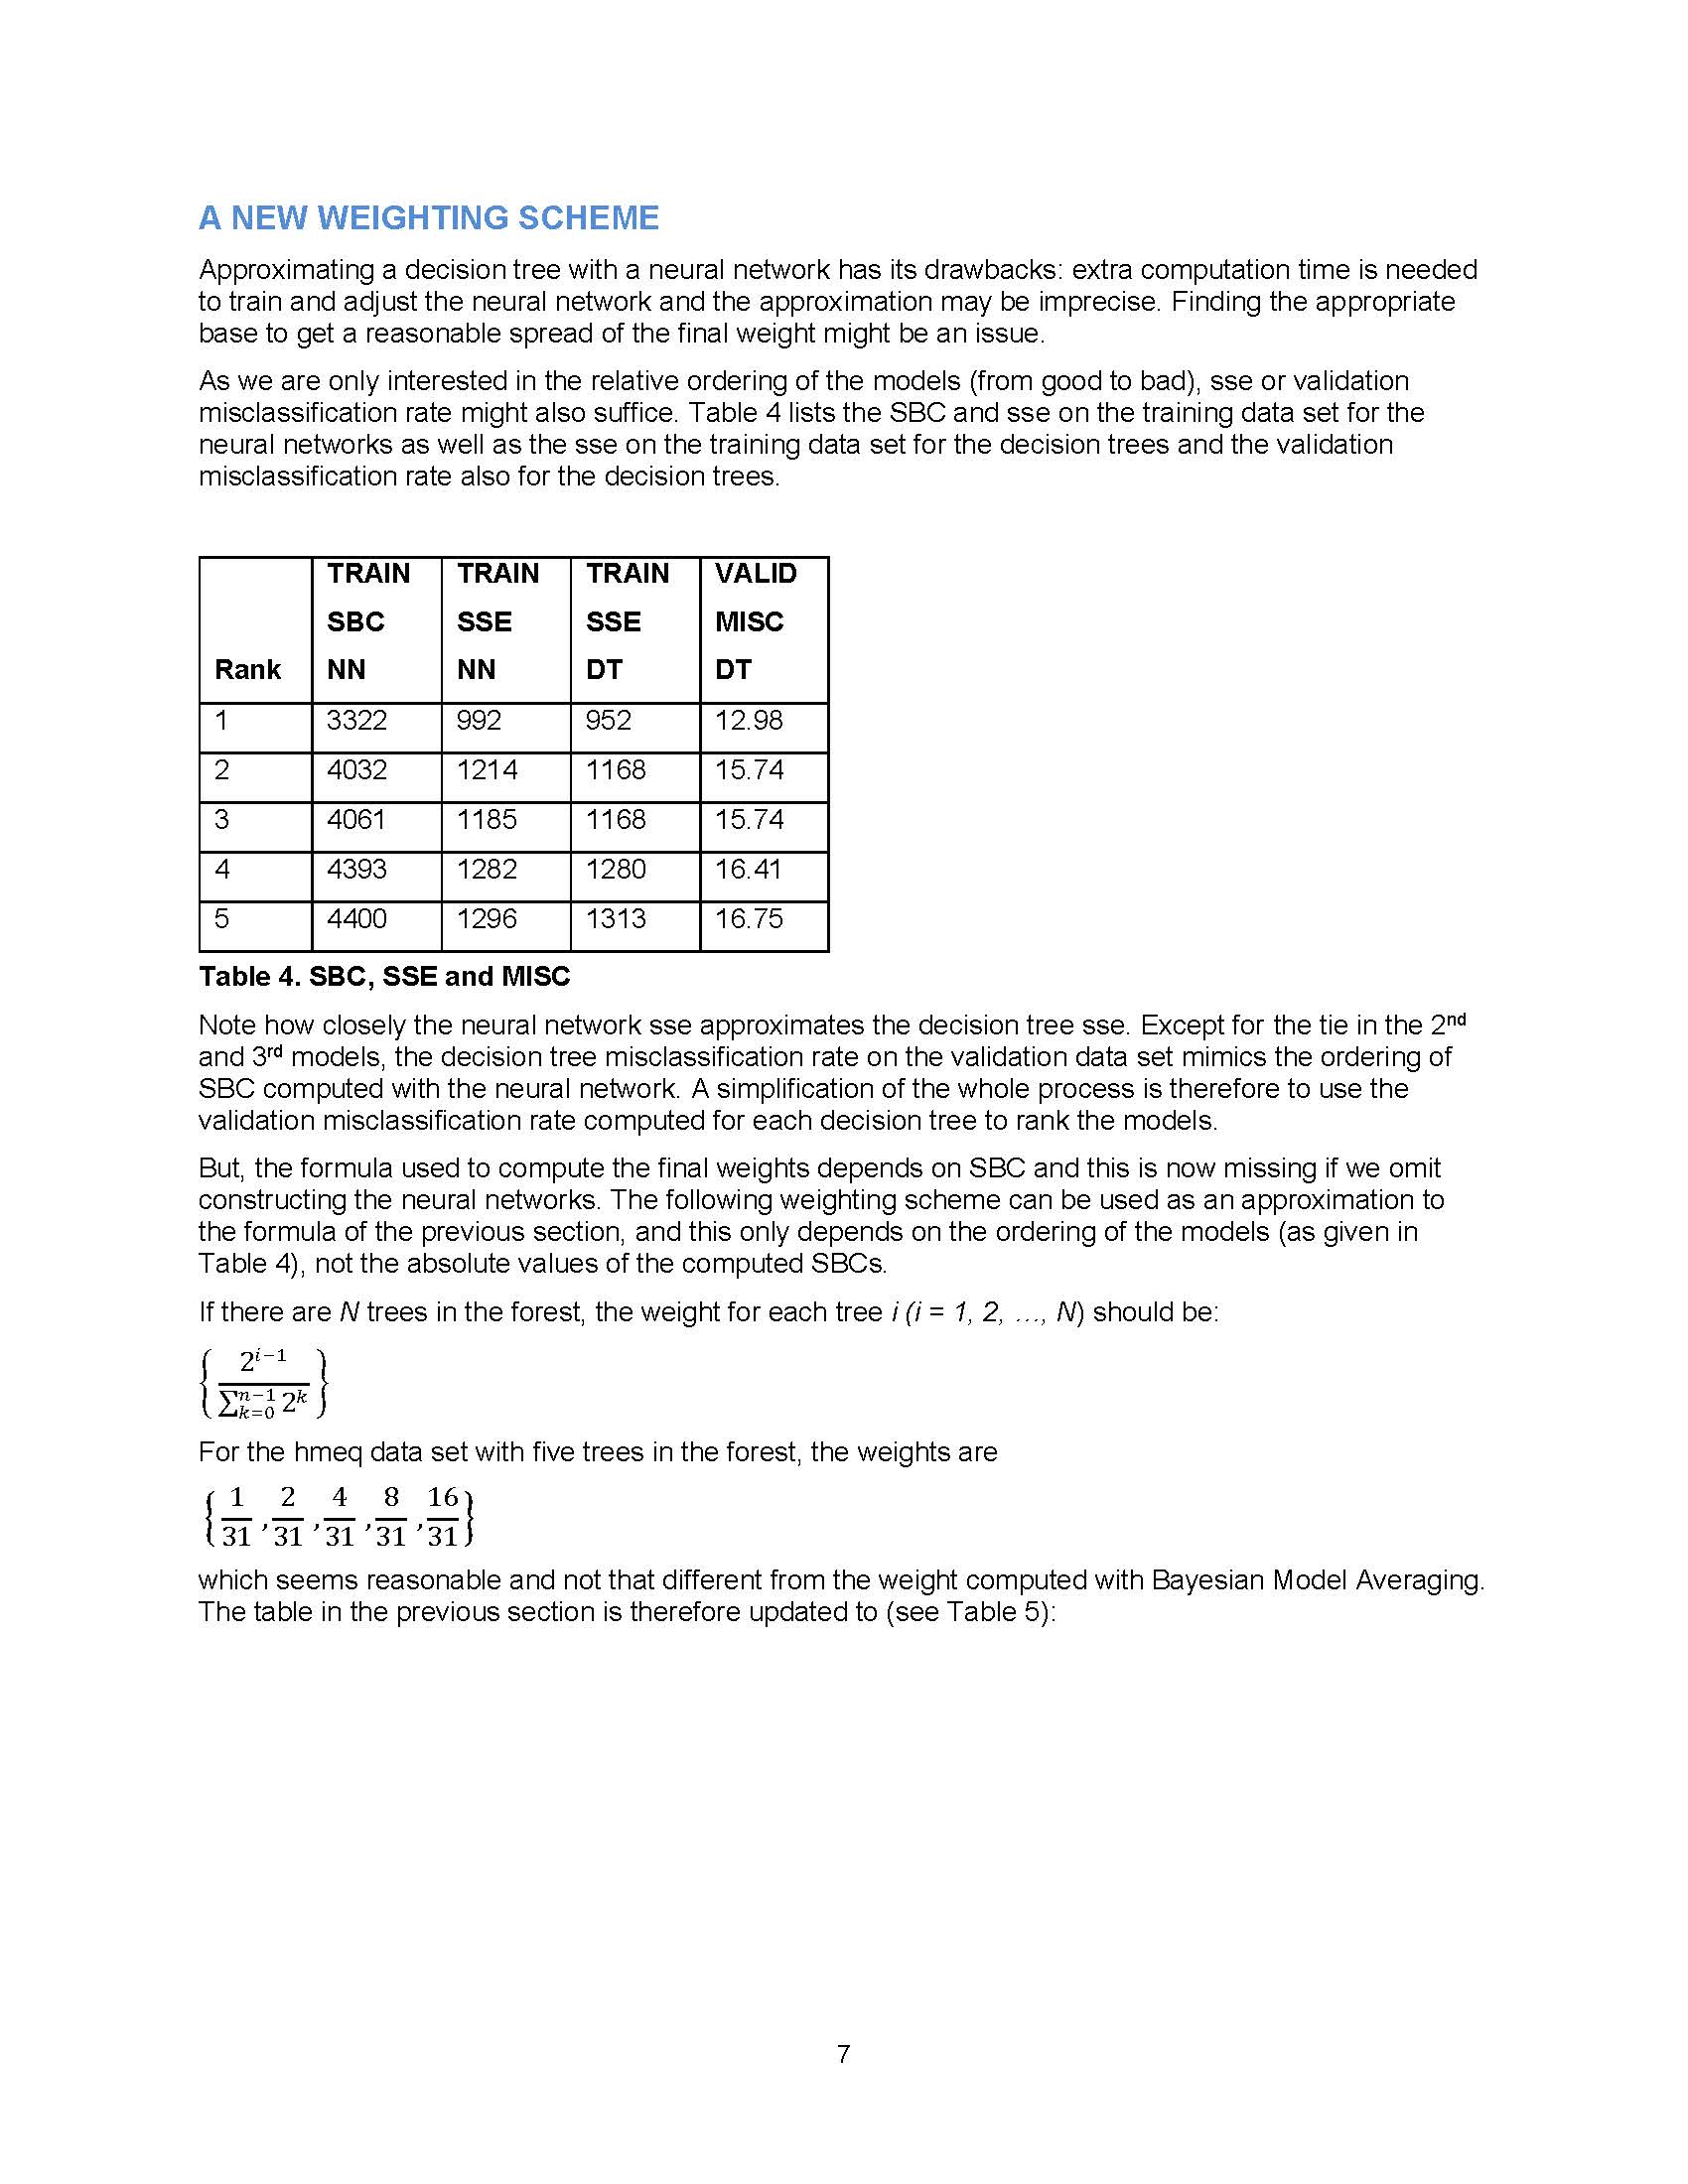 A NEW WEIGHTING SCHEME
Approximating a decision tree with a neural network has its drawbacks: extra computation time is needed
to train and adjust the neural network and the approximation may be imprecise. Finding the appropriate
base to get a reasonable spread of the final weight might be an issue.
As we are only interested in the relative ordering of the models (from good to bad), sse or validation
misclassification rate might also suffice. Table 4 lists the SBC and sse on the training data set for the
neural networks as well as the sse on the training data set for the decision trees and the validation
misclassification rate also for the decision trees.
TRAIN TRAIN TRAIN VALID
SBC SSE SSE MISC
Rank NN NN DT DT
1 3322 992 952 12.98
2 4032 1214 1168 15.74
3 4061 1185 1168 15.74
4 4393 1282 1280 16.41
5 4400 1296 1313 16.75
Table 4. SBC, SSE and MISC
Note how closely the neural network sse approximates the decision tree sse. Except for the tie in the 2nd
and 3rd models, the decision tree misclassification rate on the validation data set mimics the ordering of
SBC computed with the neural network. A simplification of the whole process is therefore to use the
validation misclassification rate computed for each decision tree to rank the models.
But, the formula used to compute the final weights depends on SBC and this is now missing if we omit
constructing the neural networks. The following weighting scheme can be used as an approximation to
the formula of the previous section, and this only depends on the ordering of the models (as given in
Table 4), not the absolute values of the computed SBCs.
If there are N trees in the forest, the weight for each tree i (i = 1, 2, …, N) should be:
{ 2^{i−1} / ∑_{k=0}^{n−1} 2^k }
For the hmeq data set with five trees in the forest, the weights are
{ 1/31 , 2/31 , 4/31 , 8/31 , 16/31 }
which seems reasonable and not that different from the weight computed with Bayesian Model Averaging.
The table in the previous section is therefore updated to (see Table 5):
7